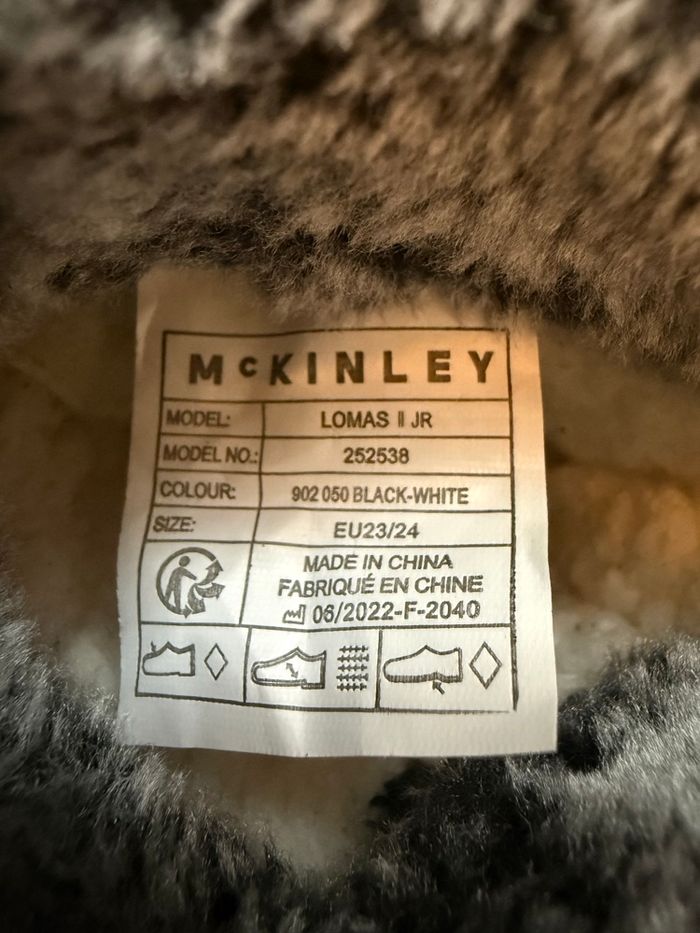 McKINLEY
MODEL: LOMAS II JR
MODEL NO.: 252538
COLOUR: 902 050 BLACK-WHITE
SIZE: EU23/24
MADE IN CHINA
FABRIQUÉ EN CHINE
06/2022-F-2040